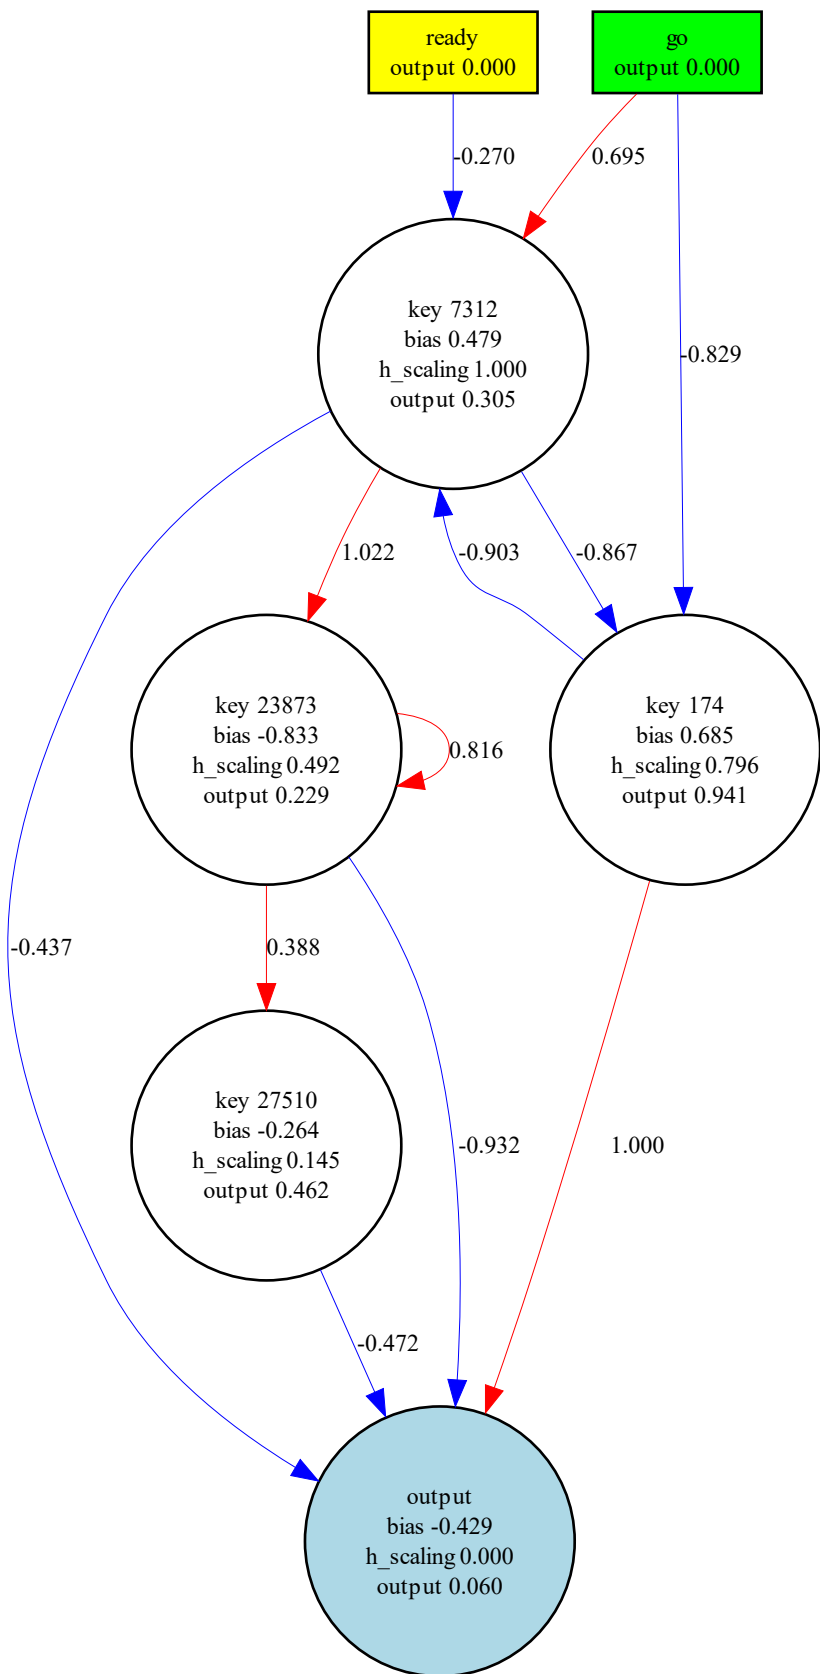 ready
output 0.000
go
output 0.000
-0.270
0.695
key 7312
bias 0.479
h_scaling 1.000
output 0.305
-0.829
1.022
-0.903
-0.867
key 23873
bias -0.833
h_scaling 0.492
output 0.229
0.816
key 174
bias 0.685
h_scaling 0.796
output 0.941
-0.437
0.388
key 27510
bias -0.264
h_scaling 0.145
output 0.462
-0.932
1.000
-0.472
output
bias -0.429
h_scaling 0.000
output 0.060